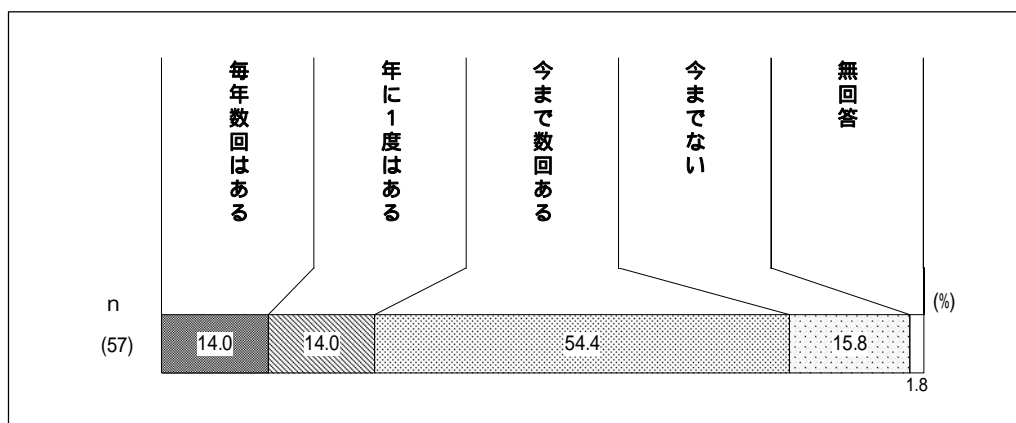 毎年数回はある
年に１度はある
今まで数回ある
今までない
無回答
n
(%)
(57)
14.0
14.0
54.4
15.8
1.8